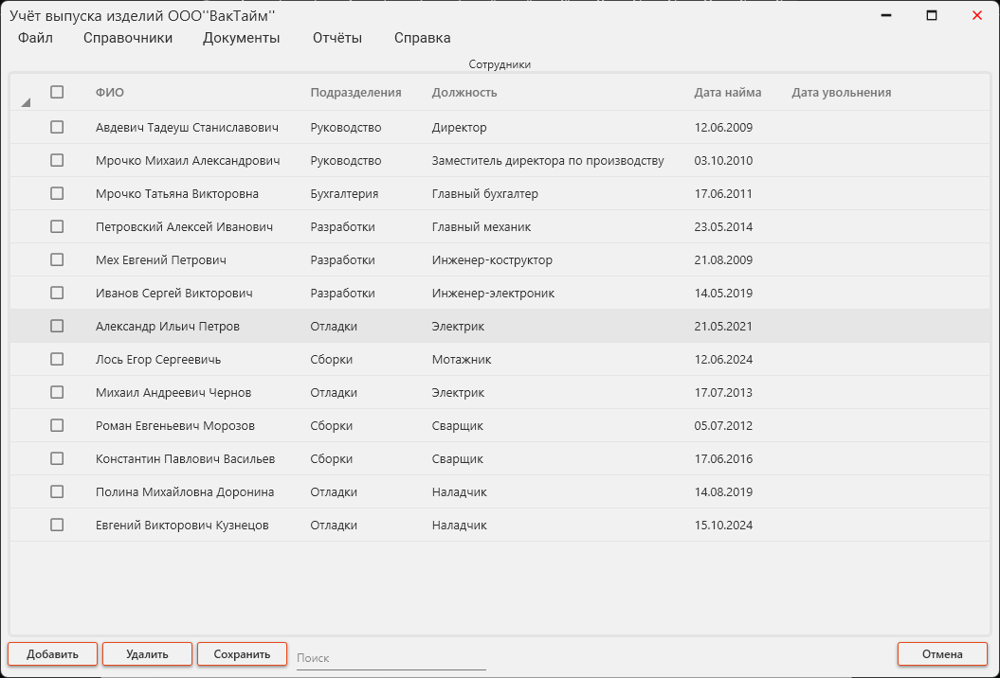 Учёт выпуска изделий ООО''ВакТайм''
Файл Справочники Документы Отчёты Справка
Сотрудники
ФИО Подразделения Должность Дата найма Дата увольнения
Авдевич Тадеуш Станиславович Руководство Директор 12.06.2009
Мрочко Михаил Александрович Руководство Заместитель директора по производству 03.10.2010
Мрочко Татьяна Викторовна Бухгалтерия Главный бухгалтер 17.06.2011
Петровский Алексей Иванович Разработки Главный механик 23.05.2014
Мех Евгений Петрович Разработки Инженер-коструктор 21.08.2009
Иванов Сергей Викторович Разработки Инженер-электроник 14.05.2019
Александр Ильич Петров Отладки Электрик 21.05.2021
Лось Егор Сергеевичь Сборки Мотажник 12.06.2024
Михаил Андреевич Чернов Отладки Электрик 17.07.2013
Роман Евгеньевич Морозов Сборки Сварщик 05.07.2012
Константин Павлович Васильев Сборки Сварщик 17.06.2016
Полина Михайловна Доронина Отладки Наладчик 14.08.2019
Евгений Викторович Кузнецов Отладки Наладчик 15.10.2024
Добавить Удалить Сохранить Поиск Отмена